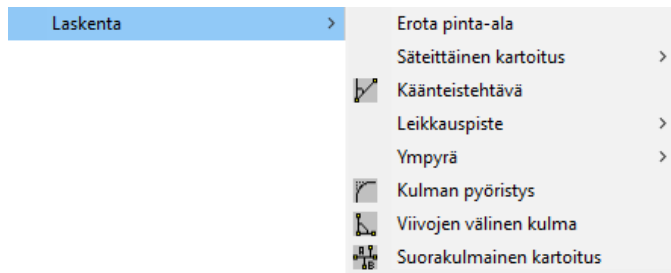 Laskenta
Erota pinta-ala
Säteittäinen kartoitus
Käänteistehtävä
Leikkauspiste
Ympyrä
Kulman pyöristys
Viivojen välinen kulma
Suorakulmainen kartoitus